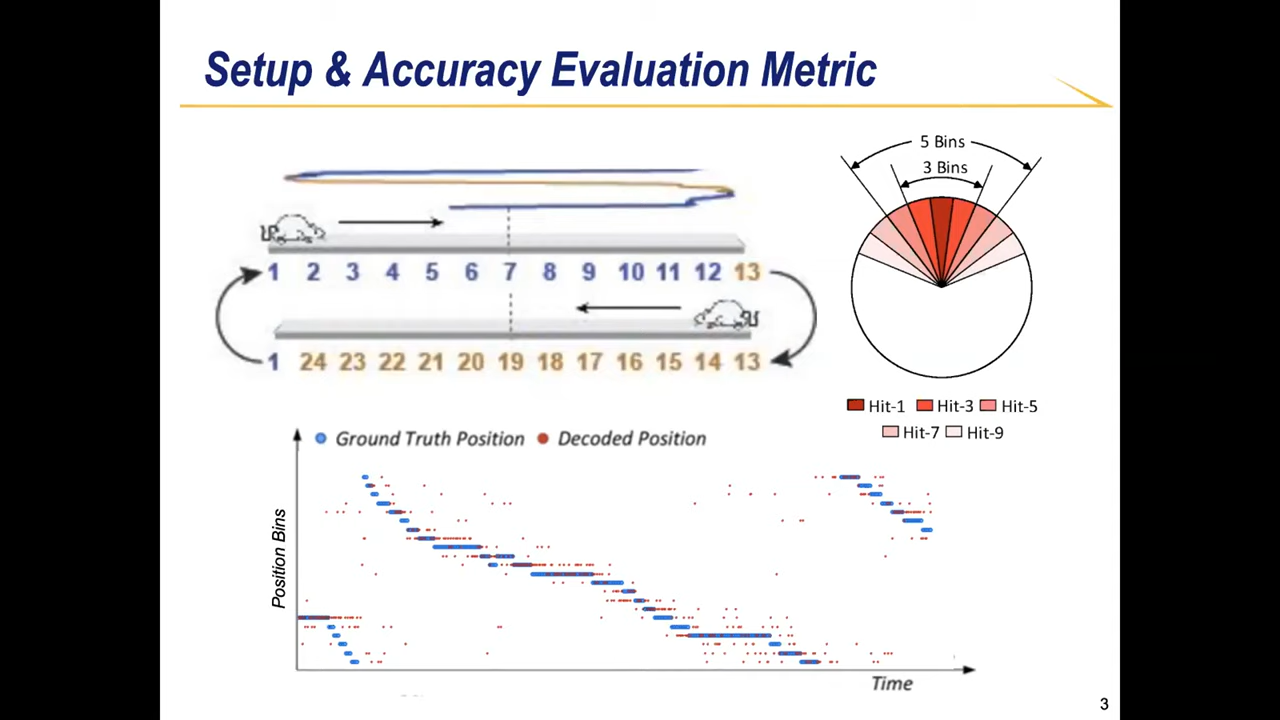 Setup & Accuracy Evaluation Metric
5 Bins
3 Bins
1 2 3 4 5 6 7 8 9 10 11 12 13
1 24 23 22 21 20 19 18 17 16 15 14 13
Hit-1 Hit-3 Hit-5
Hit-7 Hit-9
Ground Truth Position Decoded Position
Position Bins
Time
3